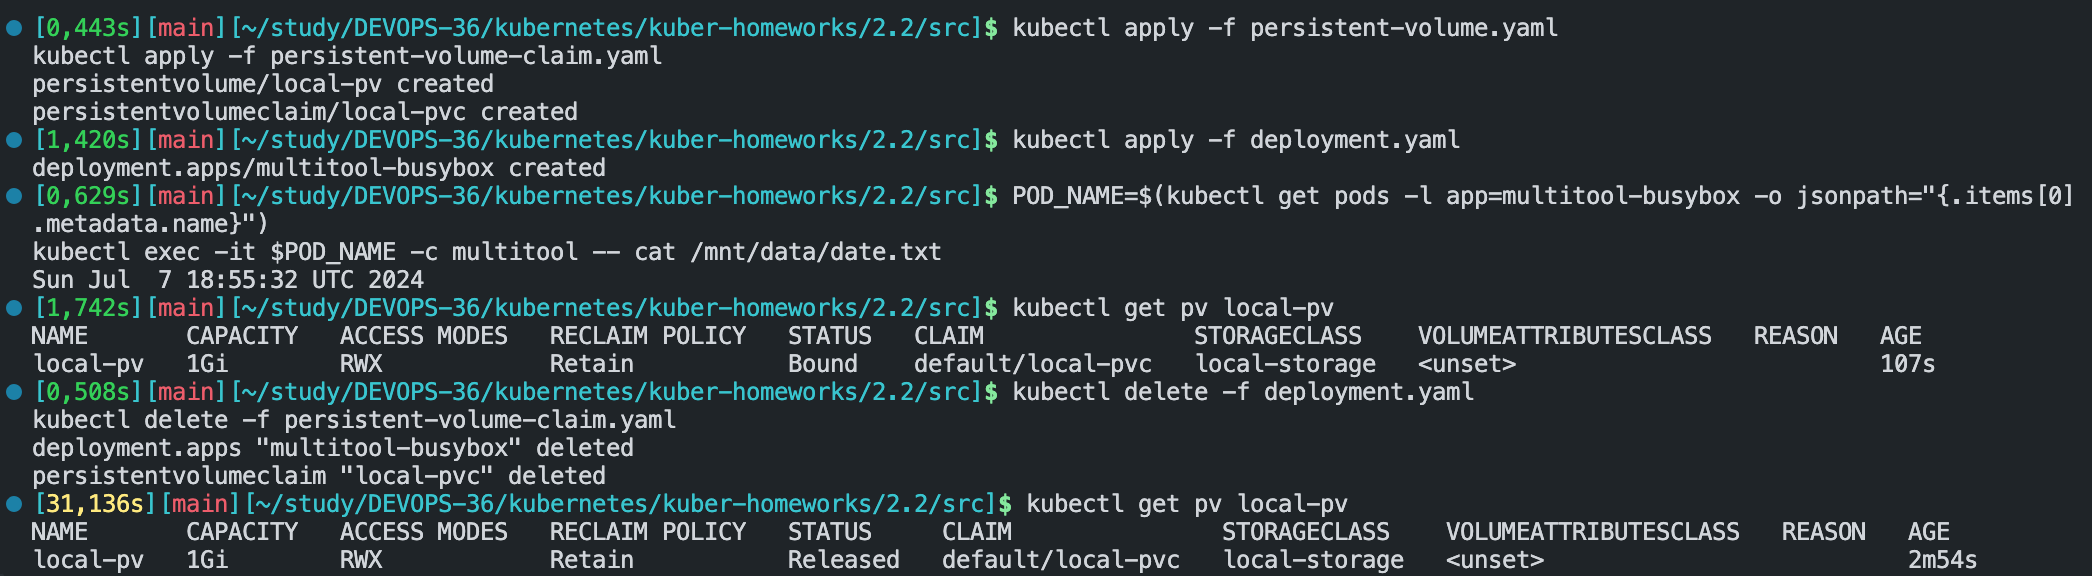 [0,443s][main][~/study/DEVOPS-36/kubernetes/kuber-homeworks/2.2/src]$ kubectl apply -f persistent-volume.yaml
kubectl apply -f persistent-volume-claim.yaml
persistentvolume/local-pv created
persistentvolumeclaim/local-pvc created
[1,420s][main][~/study/DEVOPS-36/kubernetes/kuber-homeworks/2.2/src]$ kubectl apply -f deployment.yaml
deployment.apps/multitool-busybox created
[0,629s][main][~/study/DEVOPS-36/kubernetes/kuber-homeworks/2.2/src]$ POD_NAME=$(kubectl get pods -l app=multitool-busybox -o jsonpath="{.items[0]
.metadata.name}")
kubectl exec -it $POD_NAME -c multitool -- cat /mnt/data/date.txt
Sun Jul  7 18:55:32 UTC 2024
[1,742s][main][~/study/DEVOPS-36/kubernetes/kuber-homeworks/2.2/src]$ kubectl get pv local-pv
NAME       CAPACITY   ACCESS MODES   RECLAIM POLICY   STATUS   CLAIM               STORAGECLASS    VOLUMEATTRIBUTESCLASS   REASON   AGE
local-pv   1Gi        RWX            Retain           Bound    default/local-pvc   local-storage   <unset>                          107s
[0,508s][main][~/study/DEVOPS-36/kubernetes/kuber-homeworks/2.2/src]$ kubectl delete -f deployment.yaml
kubectl delete -f persistent-volume-claim.yaml
deployment.apps "multitool-busybox" deleted
persistentvolumeclaim "local-pvc" deleted
[31,136s][main][~/study/DEVOPS-36/kubernetes/kuber-homeworks/2.2/src]$ kubectl get pv local-pv
NAME       CAPACITY   ACCESS MODES   RECLAIM POLICY   STATUS     CLAIM               STORAGECLASS    VOLUMEATTRIBUTESCLASS   REASON   AGE
local-pv   1Gi        RWX            Retain           Released   default/local-pvc   local-storage   <unset>                          2m54s